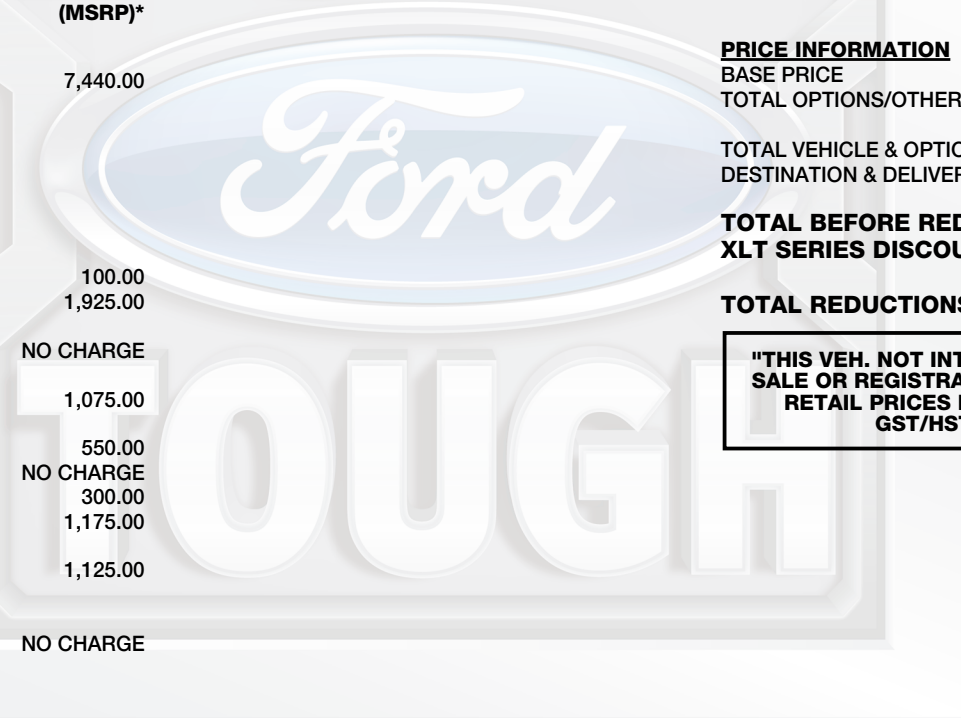 (MSRP)*
7,440.00
100.00
1,925.00
NO CHARGE
1,075.00
550.00
NO CHARGE
300.00
1,175.00
1,125.00
NO CHARGE
PRICE INFORMATION
BASE PRICE
TOTAL OPTIONS/OTHER
TOTAL VEHICLE & OPTIO
DESTINATION & DELIVER
TOTAL BEFORE RED
XLT SERIES DISCOU
TOTAL REDUCTIONS
"THIS VEH. NOT INT
SALE OR REGISTRA
RETAIL PRICES
GST/HST
Ford
TOUGH